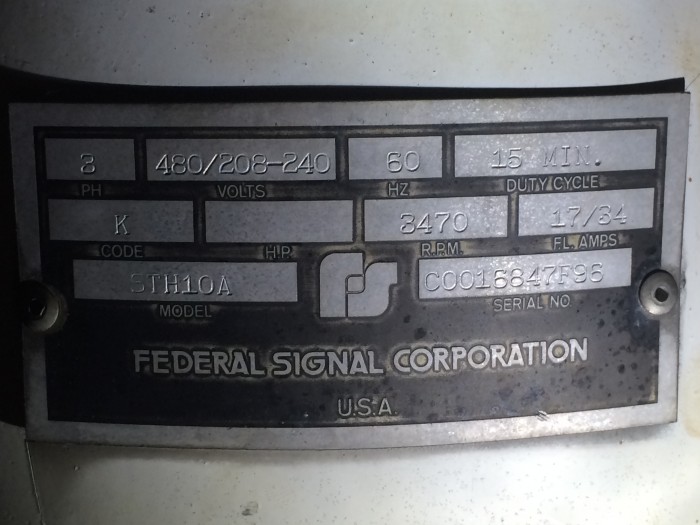 3 480/208-240 60 15 MIN.
PH VOLTS HZ DUTY CYCLE
K 3470 17/34
CODE H.P. R.P.M. FL. AMPS
STH10A C0016847F96
MODEL SERIAL NO
FEDERAL SIGNAL CORPORATION
U.S.A.